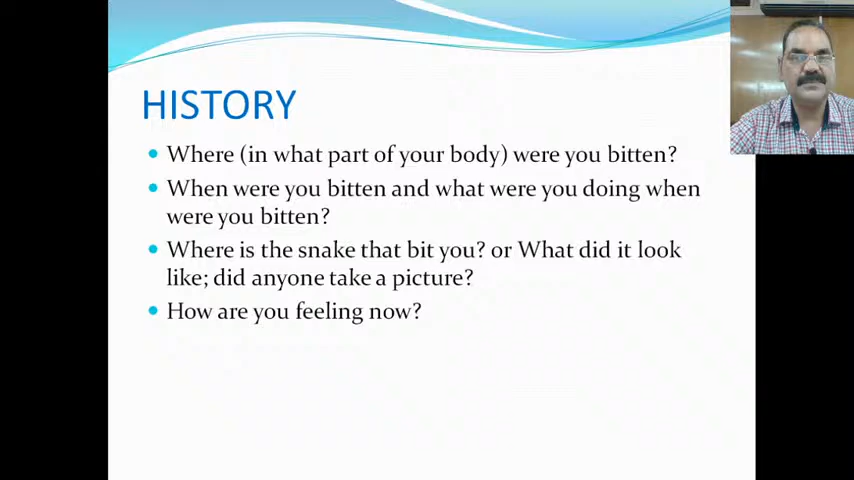 HISTORY
• Where (in what part of your body) were you bitten?
• When were you bitten and what were you doing when
were you bitten?
• Where is the snake that bit you? or What did it look
like; did anyone take a picture?
• How are you feeling now?